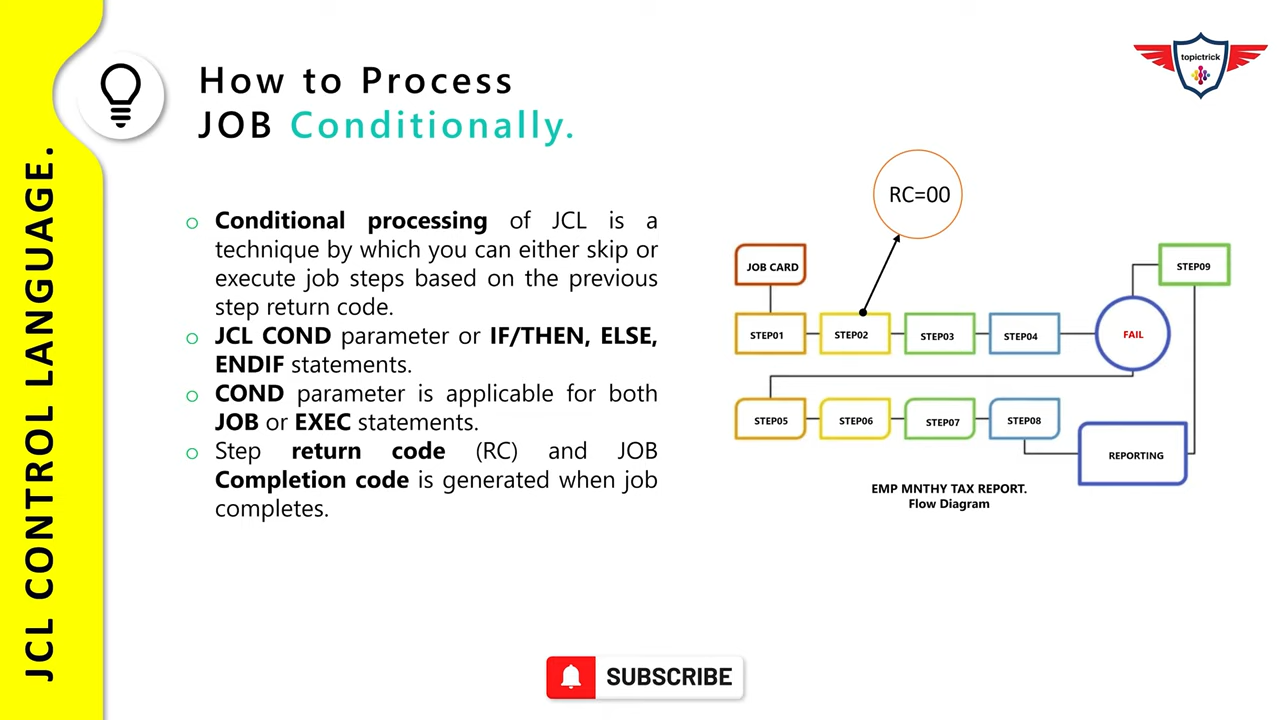 JCL CONTROL LANGUAGE.
How to Process
JOB Conditionally.
topictrick
Conditional processing of JCL is a
technique by which you can either skip or
execute job steps based on the previous
step return code.
JCL COND parameter or IF/THEN, ELSE,
ENDIF statements.
COND parameter is applicable for both
JOB or EXEC statements.
Step return code (RC) and JOB
Completion code is generated when job
completes.
RC=00
JOB CARD
STEP09
STEP01
STEP02
STEP03
STEP04
FAIL
STEP05
STEP06
STEP07
STEP08
REPORTING
EMP MNTHY TAX REPORT.
Flow Diagram
SUBSCRIBE